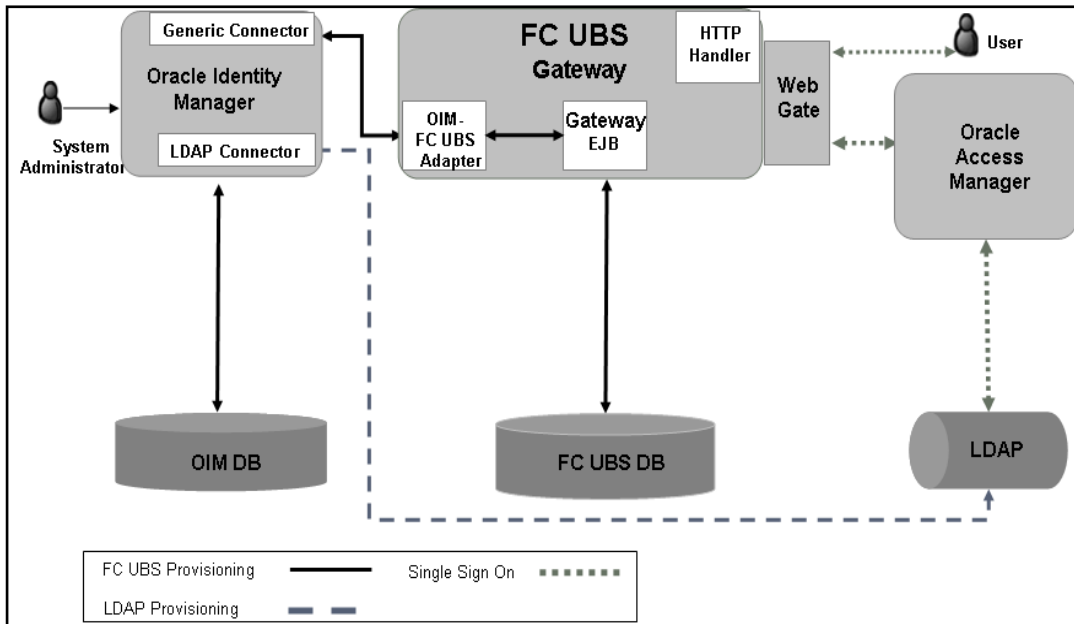 Generic Connector
Oracle Identity
Manager
LDAP Connector
System
Administrator
FC UBS
Gateway
HTTP
Handler
OIM-
FC UBS
Adapter
Gateway
EJB
Web
Gate
User
Oracle
Access
Manager
OIM DB
FC UBS DB
LDAP
FC UBS Provisioning
Single Sign On
LDAP Provisioning